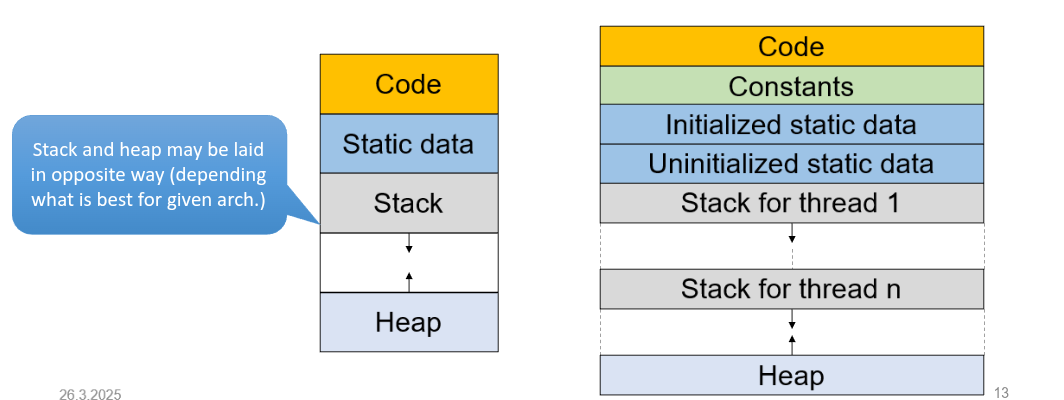 Stack and heap may be laid
in opposite way (depending
what is best for given arch.)
Code
Static data
Stack
Heap
Code
Constants
Initialized static data
Uninitialized static data
Stack for thread 1
Stack for thread n
Heap
26.3.2025
13